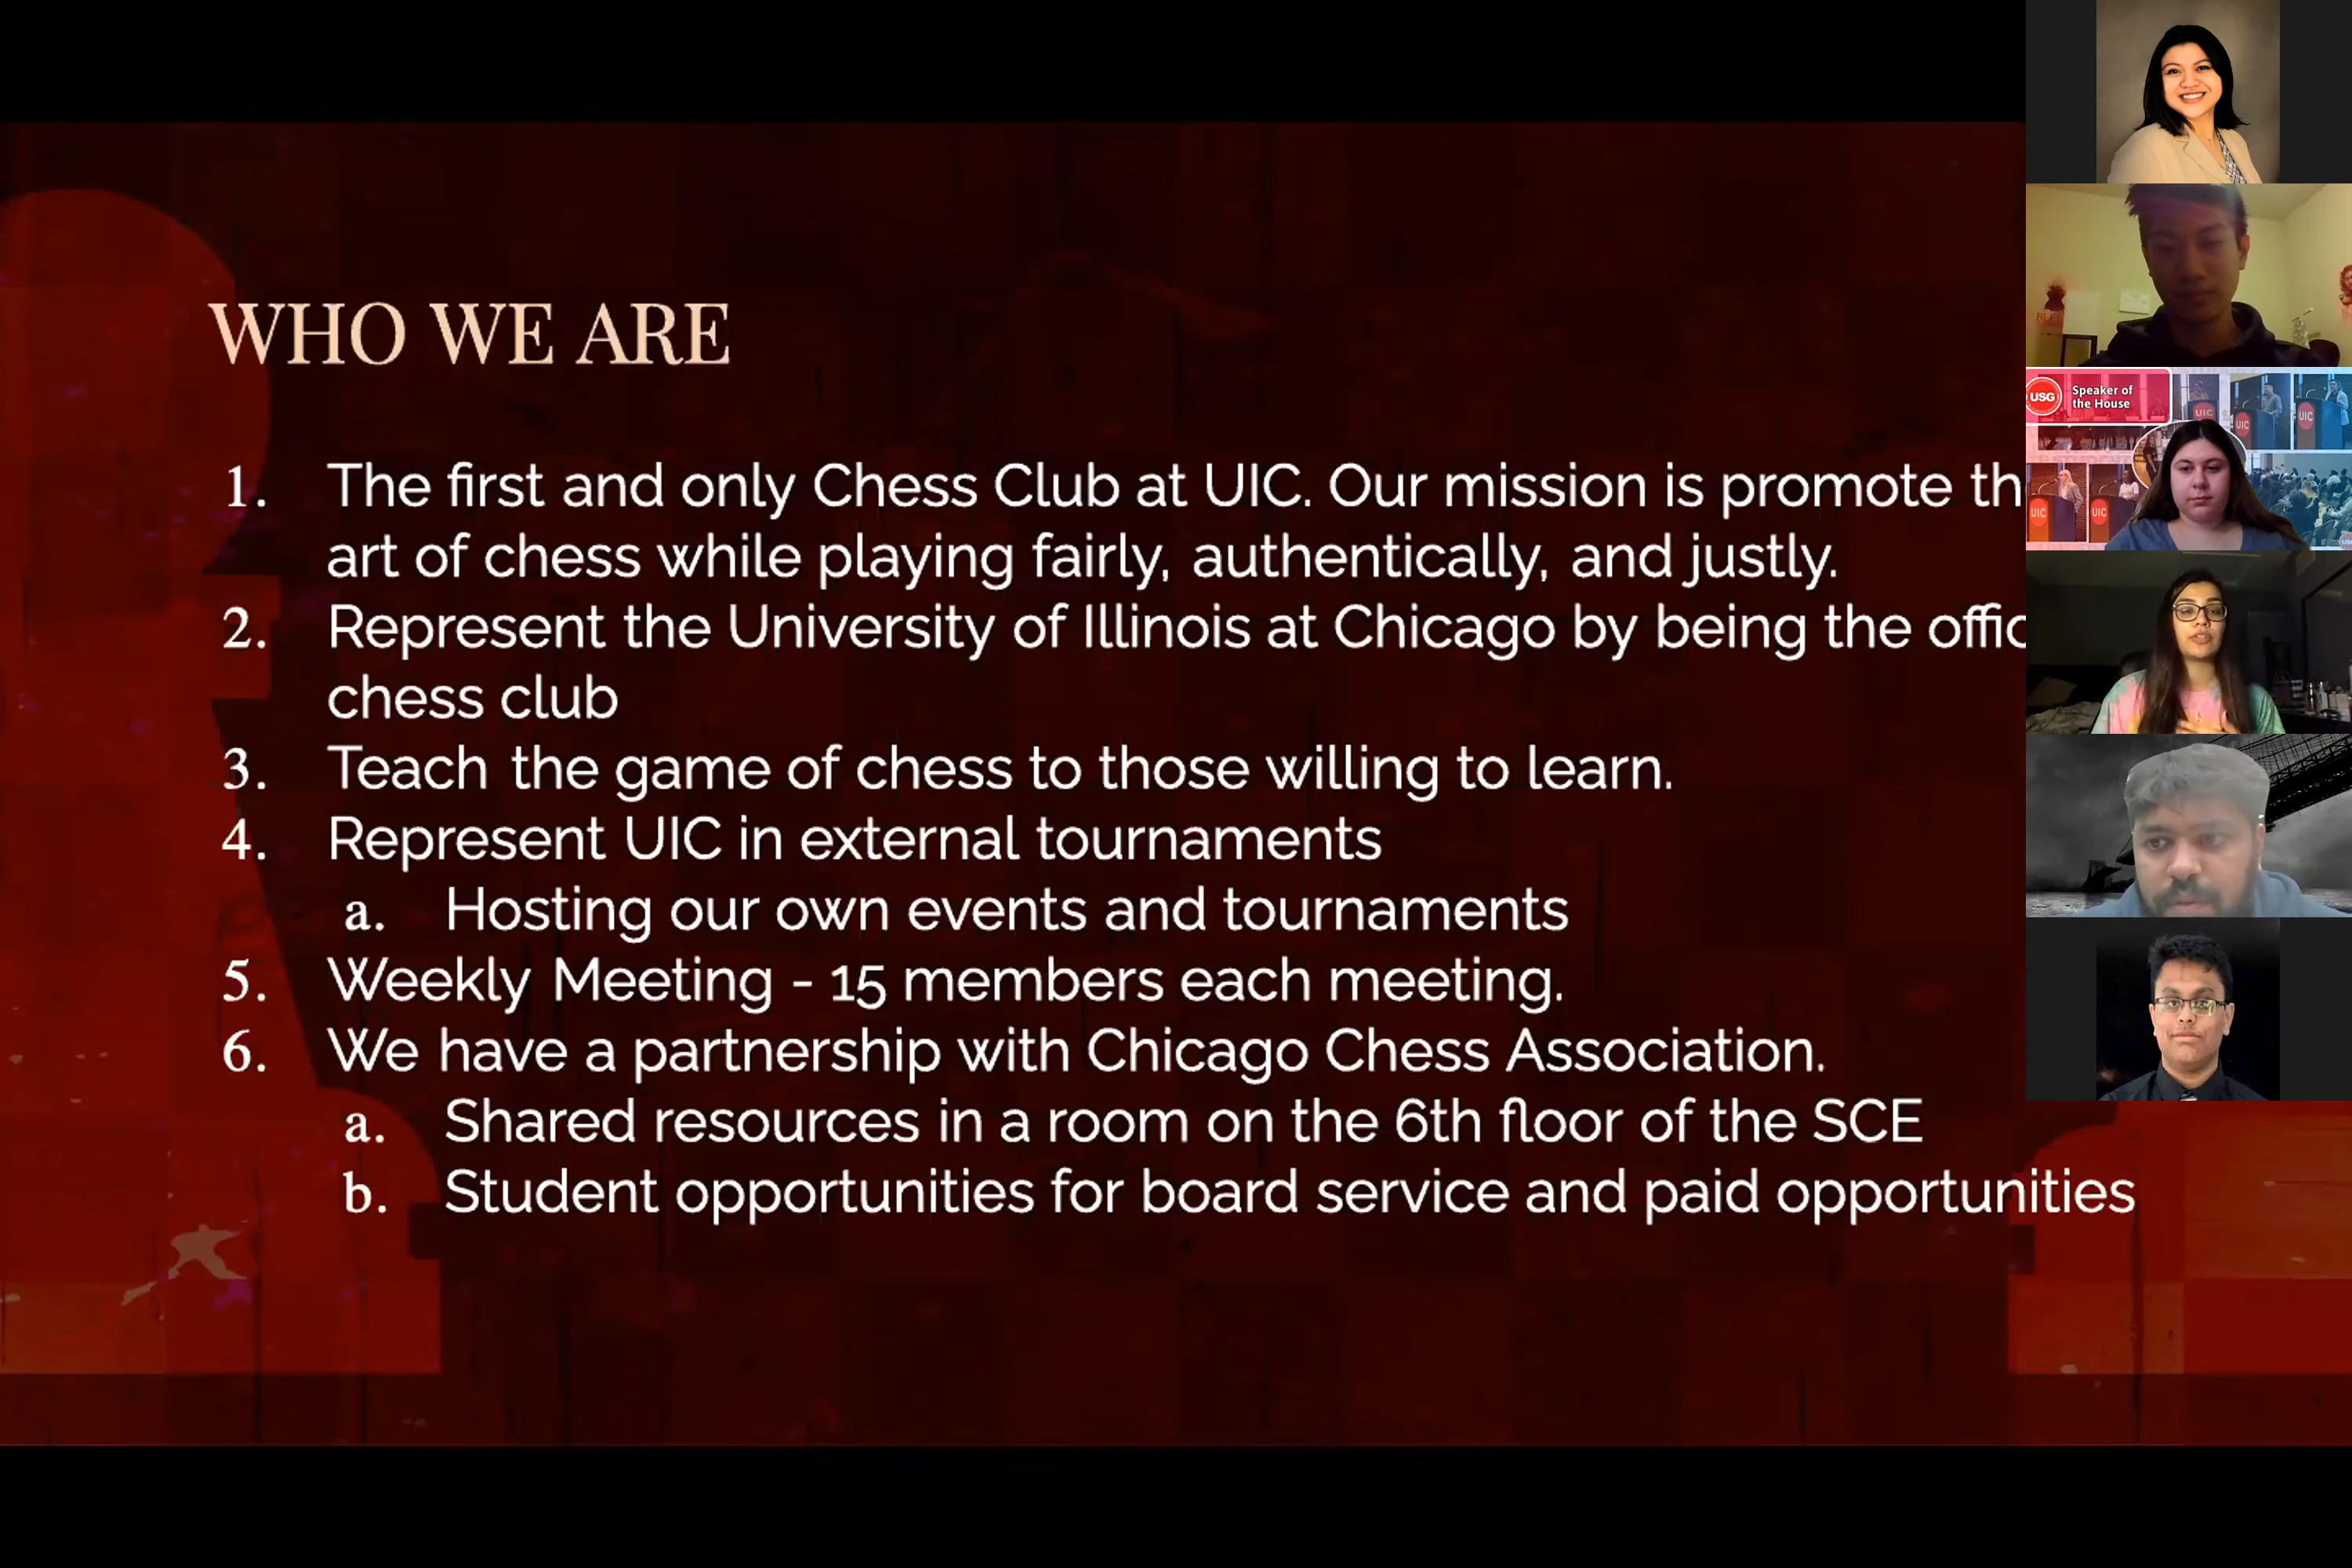 WHO WE ARE
1. The first and only Chess Club at UIC. Our mission is promote th
art of chess while playing fairly, authentically, and justly.
2. Represent the University of Illinois at Chicago by being the offic
chess club
3. Teach the game of chess to those willing to learn.
4. Represent UIC in external tournaments
a. Hosting our own events and tournaments
5. Weekly Meeting - 15 members each meeting.
6. We have a partnership with Chicago Chess Association.
a. Shared resources in a room on the 6th floor of the SCE
b. Student opportunities for board service and paid opportunities
USG
Speaker of
the House
UIC
UIC
UIC
UIC
UIC